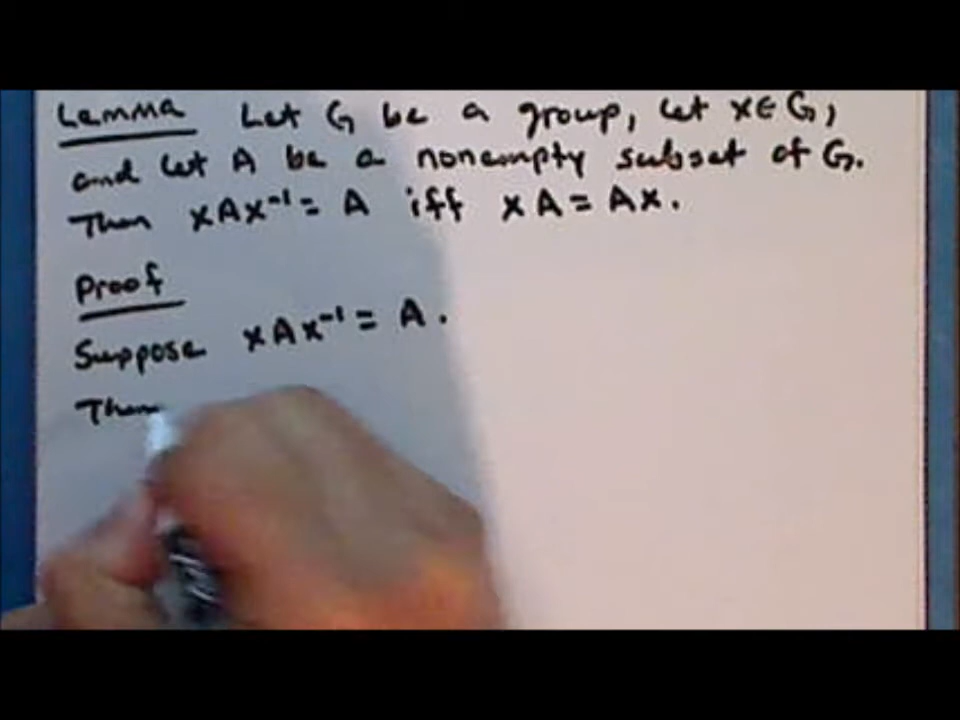 Lemma Let G be a group, let x∈G,
and let A be a nonempty subset of G.
Then xAx⁻¹ = A iff xA = Ax.
Proof
Suppose xAx⁻¹ = A.
Then